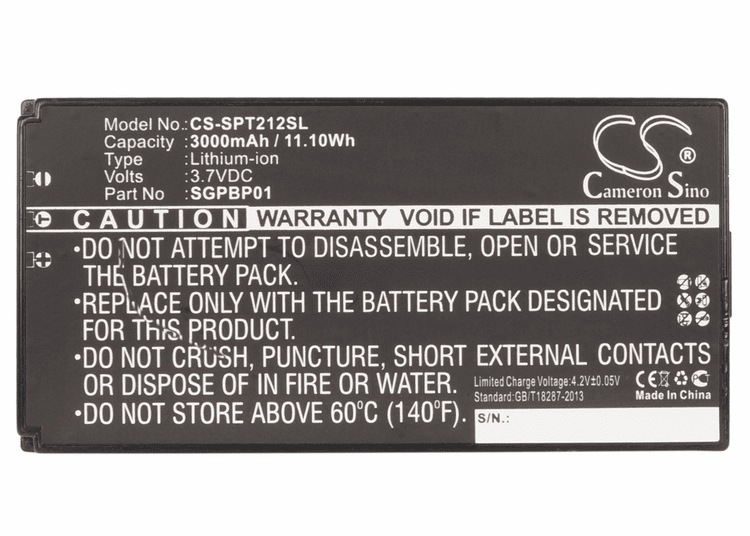 Model No.: CS-SPT212SL
Capacity : 3000mAh / 11.10Wh
Type : Lithium-ion
Volts : 3.7VDC
Part No : SGPBP01
CS ®
Cameron Sino
CAUTION WARRANTY VOID IF LABEL IS REMOVED
•DO NOT ATTEMPT TO DISASSEMBLE, OPEN OR SERVICE
THE BATTERY PACK.
•REPLACE ONLY WITH THE BATTERY PACK DESIGNATED
FOR THIS PRODUCT.
•DO NOT CRUSH, PUNCTURE, SHORT EXTERNAL CONTACTS
OR DISPOSE OF IN FIRE OR WATER.
•DO NOT STORE ABOVE 60°C (140°F)
Limited Charge Voltage:4.2V±0.05V
Standard:GB/T18287-2013
CE
Made In China
S/N.: